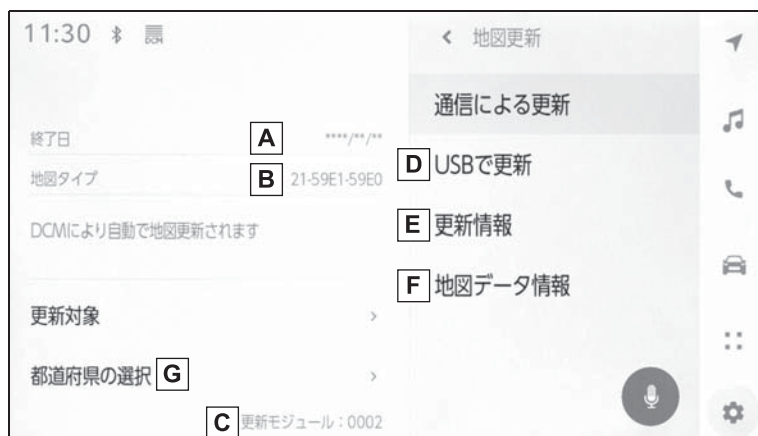 11:30
終了日 A ****/**/**
地図タイプ B 21-59E1-59E0
DCMにより自動で地図更新されます
更新対象 >
都道府県の選択 G >
C 更新モジュール:0002
< 地図更新
通信による更新
D USBで更新
E 更新情報
F 地図データ情報